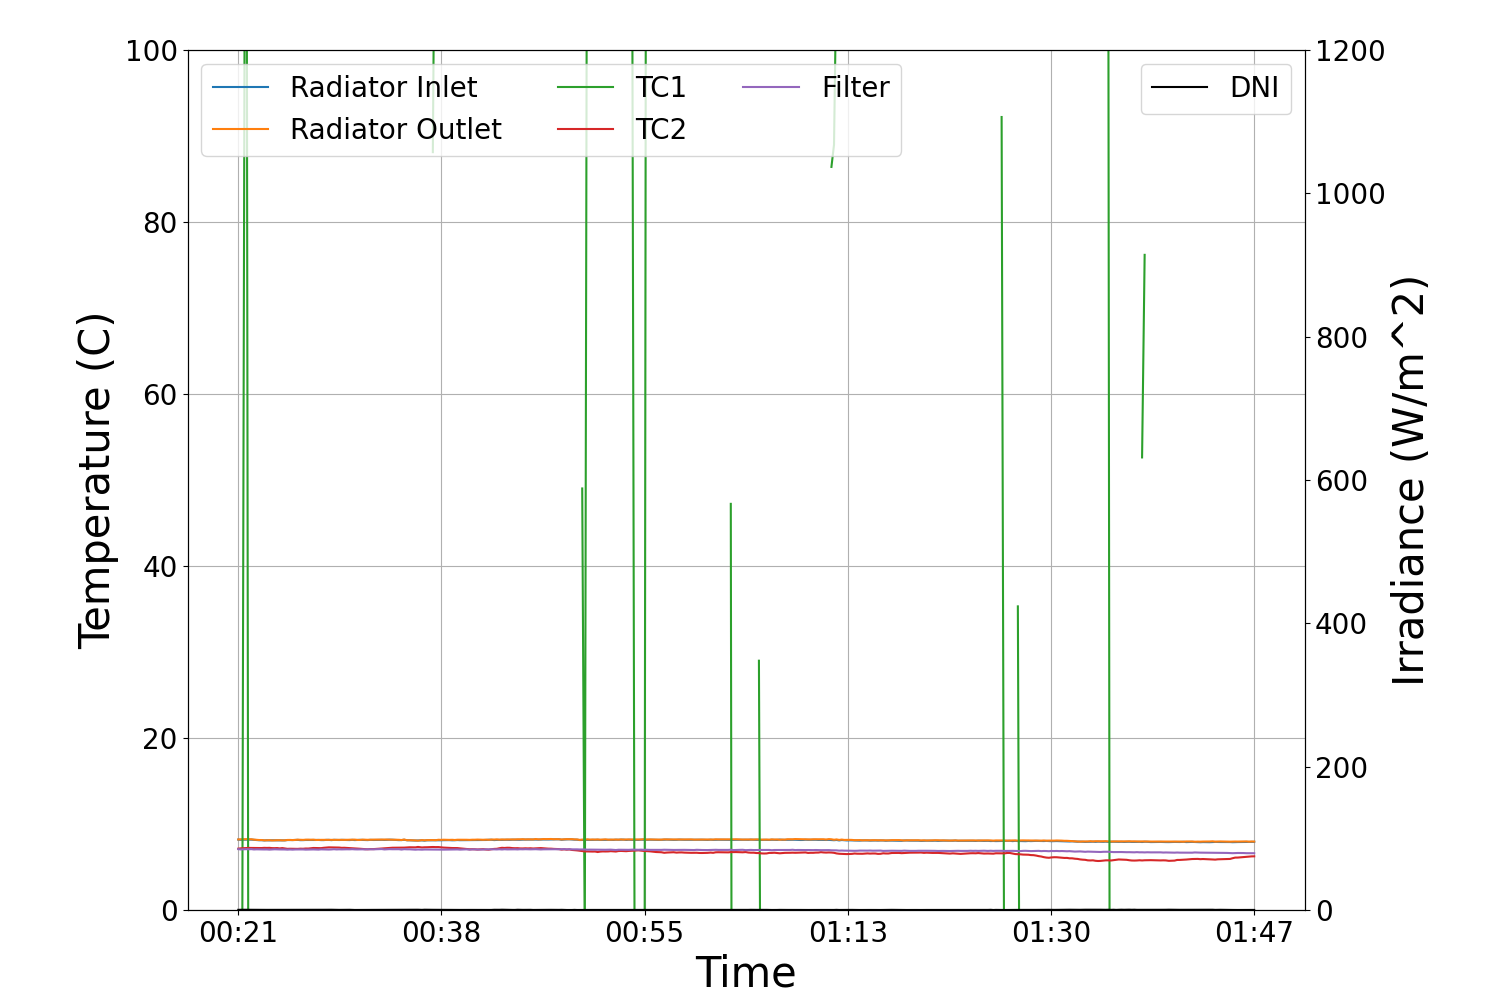 100
80
60
40
20
0
Temperature (C)
Radiator Inlet
Radiator Outlet
TC1
TC2
Filter
DNI
1200
1000
800
600
400
200
0
Irradiance (W/m^2)
00:21 00:38 00:55 01:13 01:30 01:47
Time